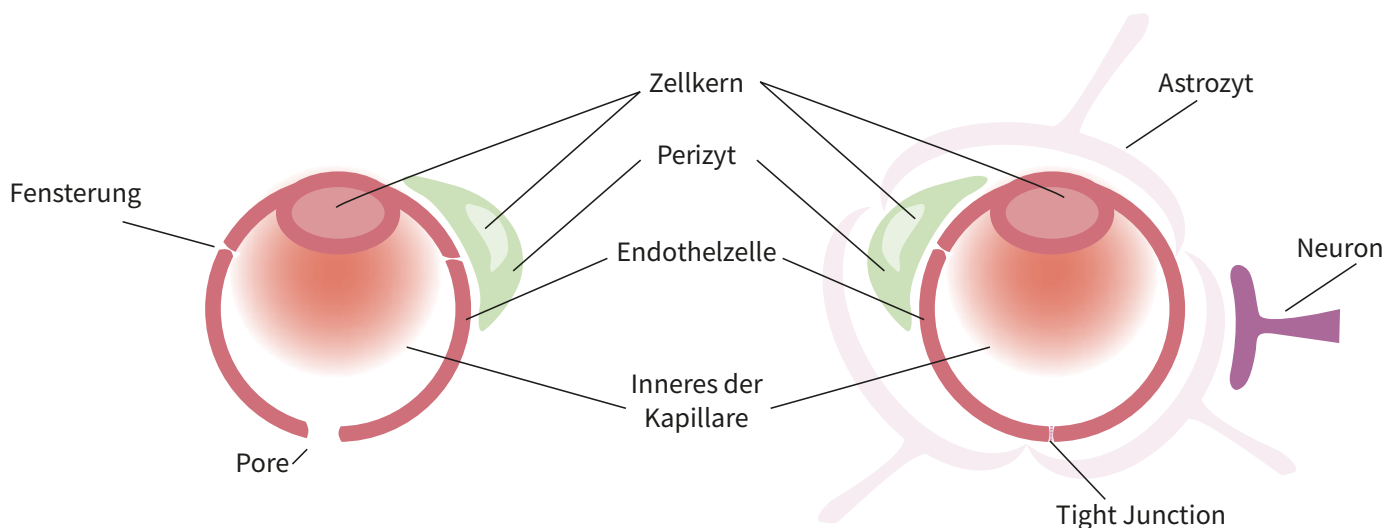 Zellkern
Astrozyt
Perizyt
Fensterung
Endothelzelle
Neuron
Inneres der
Kapillare
Pore
Tight Junction